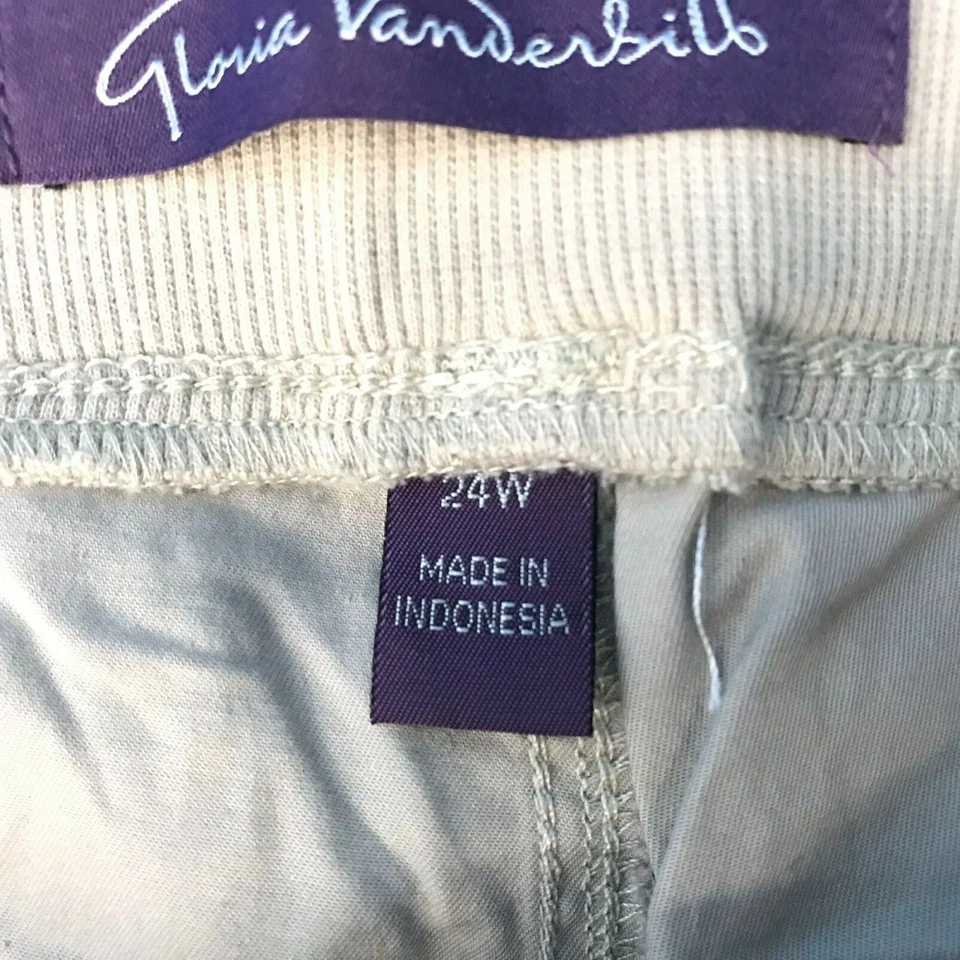 Gloria Vanderbilt
24W
MADE IN
INDONESIA